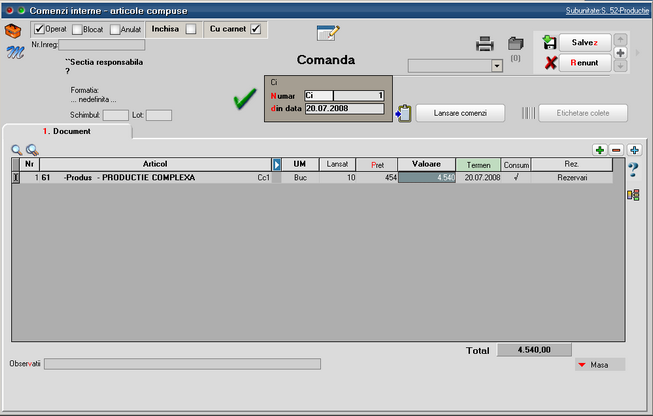 Comenzi interne - articole compuse
Subunitate:S. 52-Productie
Operat Blocat Anulat Inchisa Cu carnet
Nr.Inreg:
``Sectia responsabila
?
Formatia:
... nedefinita ...
Schimbul: Lot:
Comanda
Ci
Numar Ci 1
din data 20.07.2008
(0)
Salvez
Renunt
Lansare comenzi
Etichetare colete
1. Document
Nr Articol UM Lansat Pret Valoare Termen Consum Rez.
1 61 -Produs - PRODUCTIE COMPLEXA Cc1 Buc 10 454 4.540 20.07.2008 √ Rezervari
Total 4.540,00
Observatii
Masa